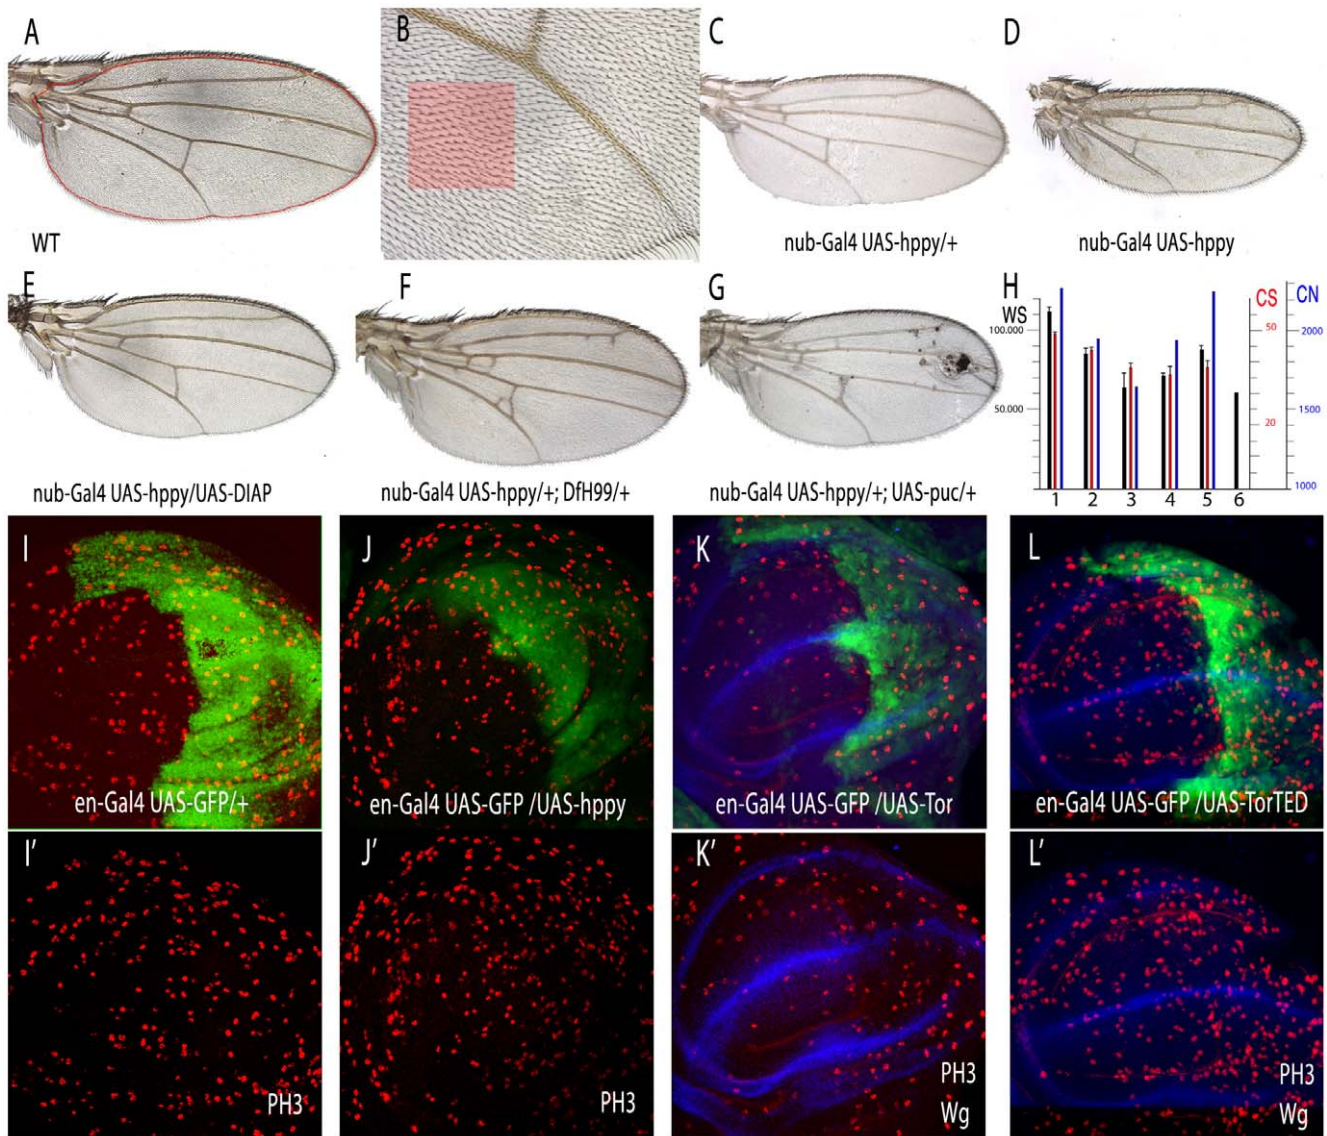 A
B
C
D
WT
nub-Gal4 UAS-hppy/+
nub-Gal4 UAS-hppy
E
F
G
H
WS
CS
CN
100.000
50
2000
50.000
20
1500
1000
1 2 3 4 5 6
nub-Gal4 UAS-hppy/UAS-DIAP
nub-Gal4 UAS-hppy/+; DfH99/+
nub-Gal4 UAS-hppy/+; UAS-puc/+
I
J
K
L
en-Gal4 UAS-GFP/+
en-Gal4 UAS-GFP /UAS-hppy
en-Gal4 UAS-GFP /UAS-Tor
en-Gal4 UAS-GFP /UAS-TorTED
I'
J'
K'
L'
PH3
PH3
PH3
Wg
PH3
Wg